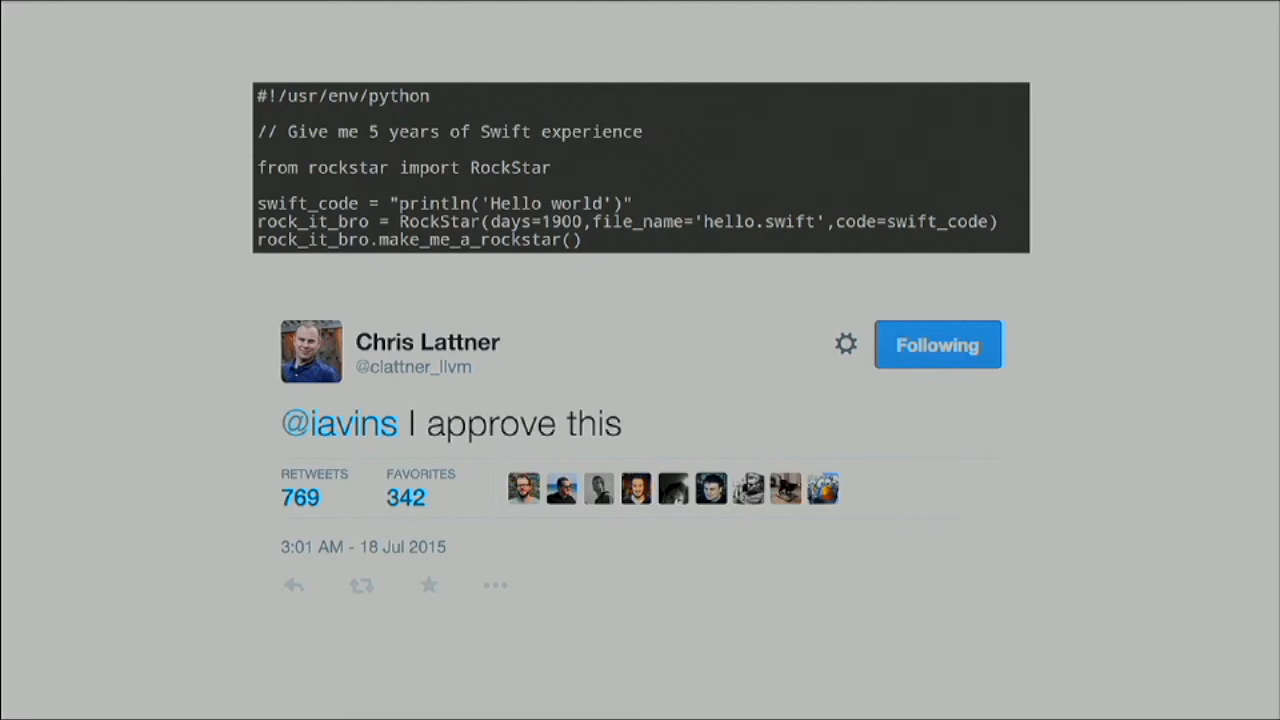 #!/usr/env/python
// Give me 5 years of Swift experience
from rockstar import RockStar
swift_code = "println('Hello world')"
rock_it_bro = RockStar(days=1900,file_name='hello.swift',code=swift_code)
rock_it_bro.make_me_a_rockstar()
Chris Lattner
@clattner_llvm
Following
@iavins I approve this
RETWEETS FAVORITES
769 342
3:01 AM - 18 Jul 2015